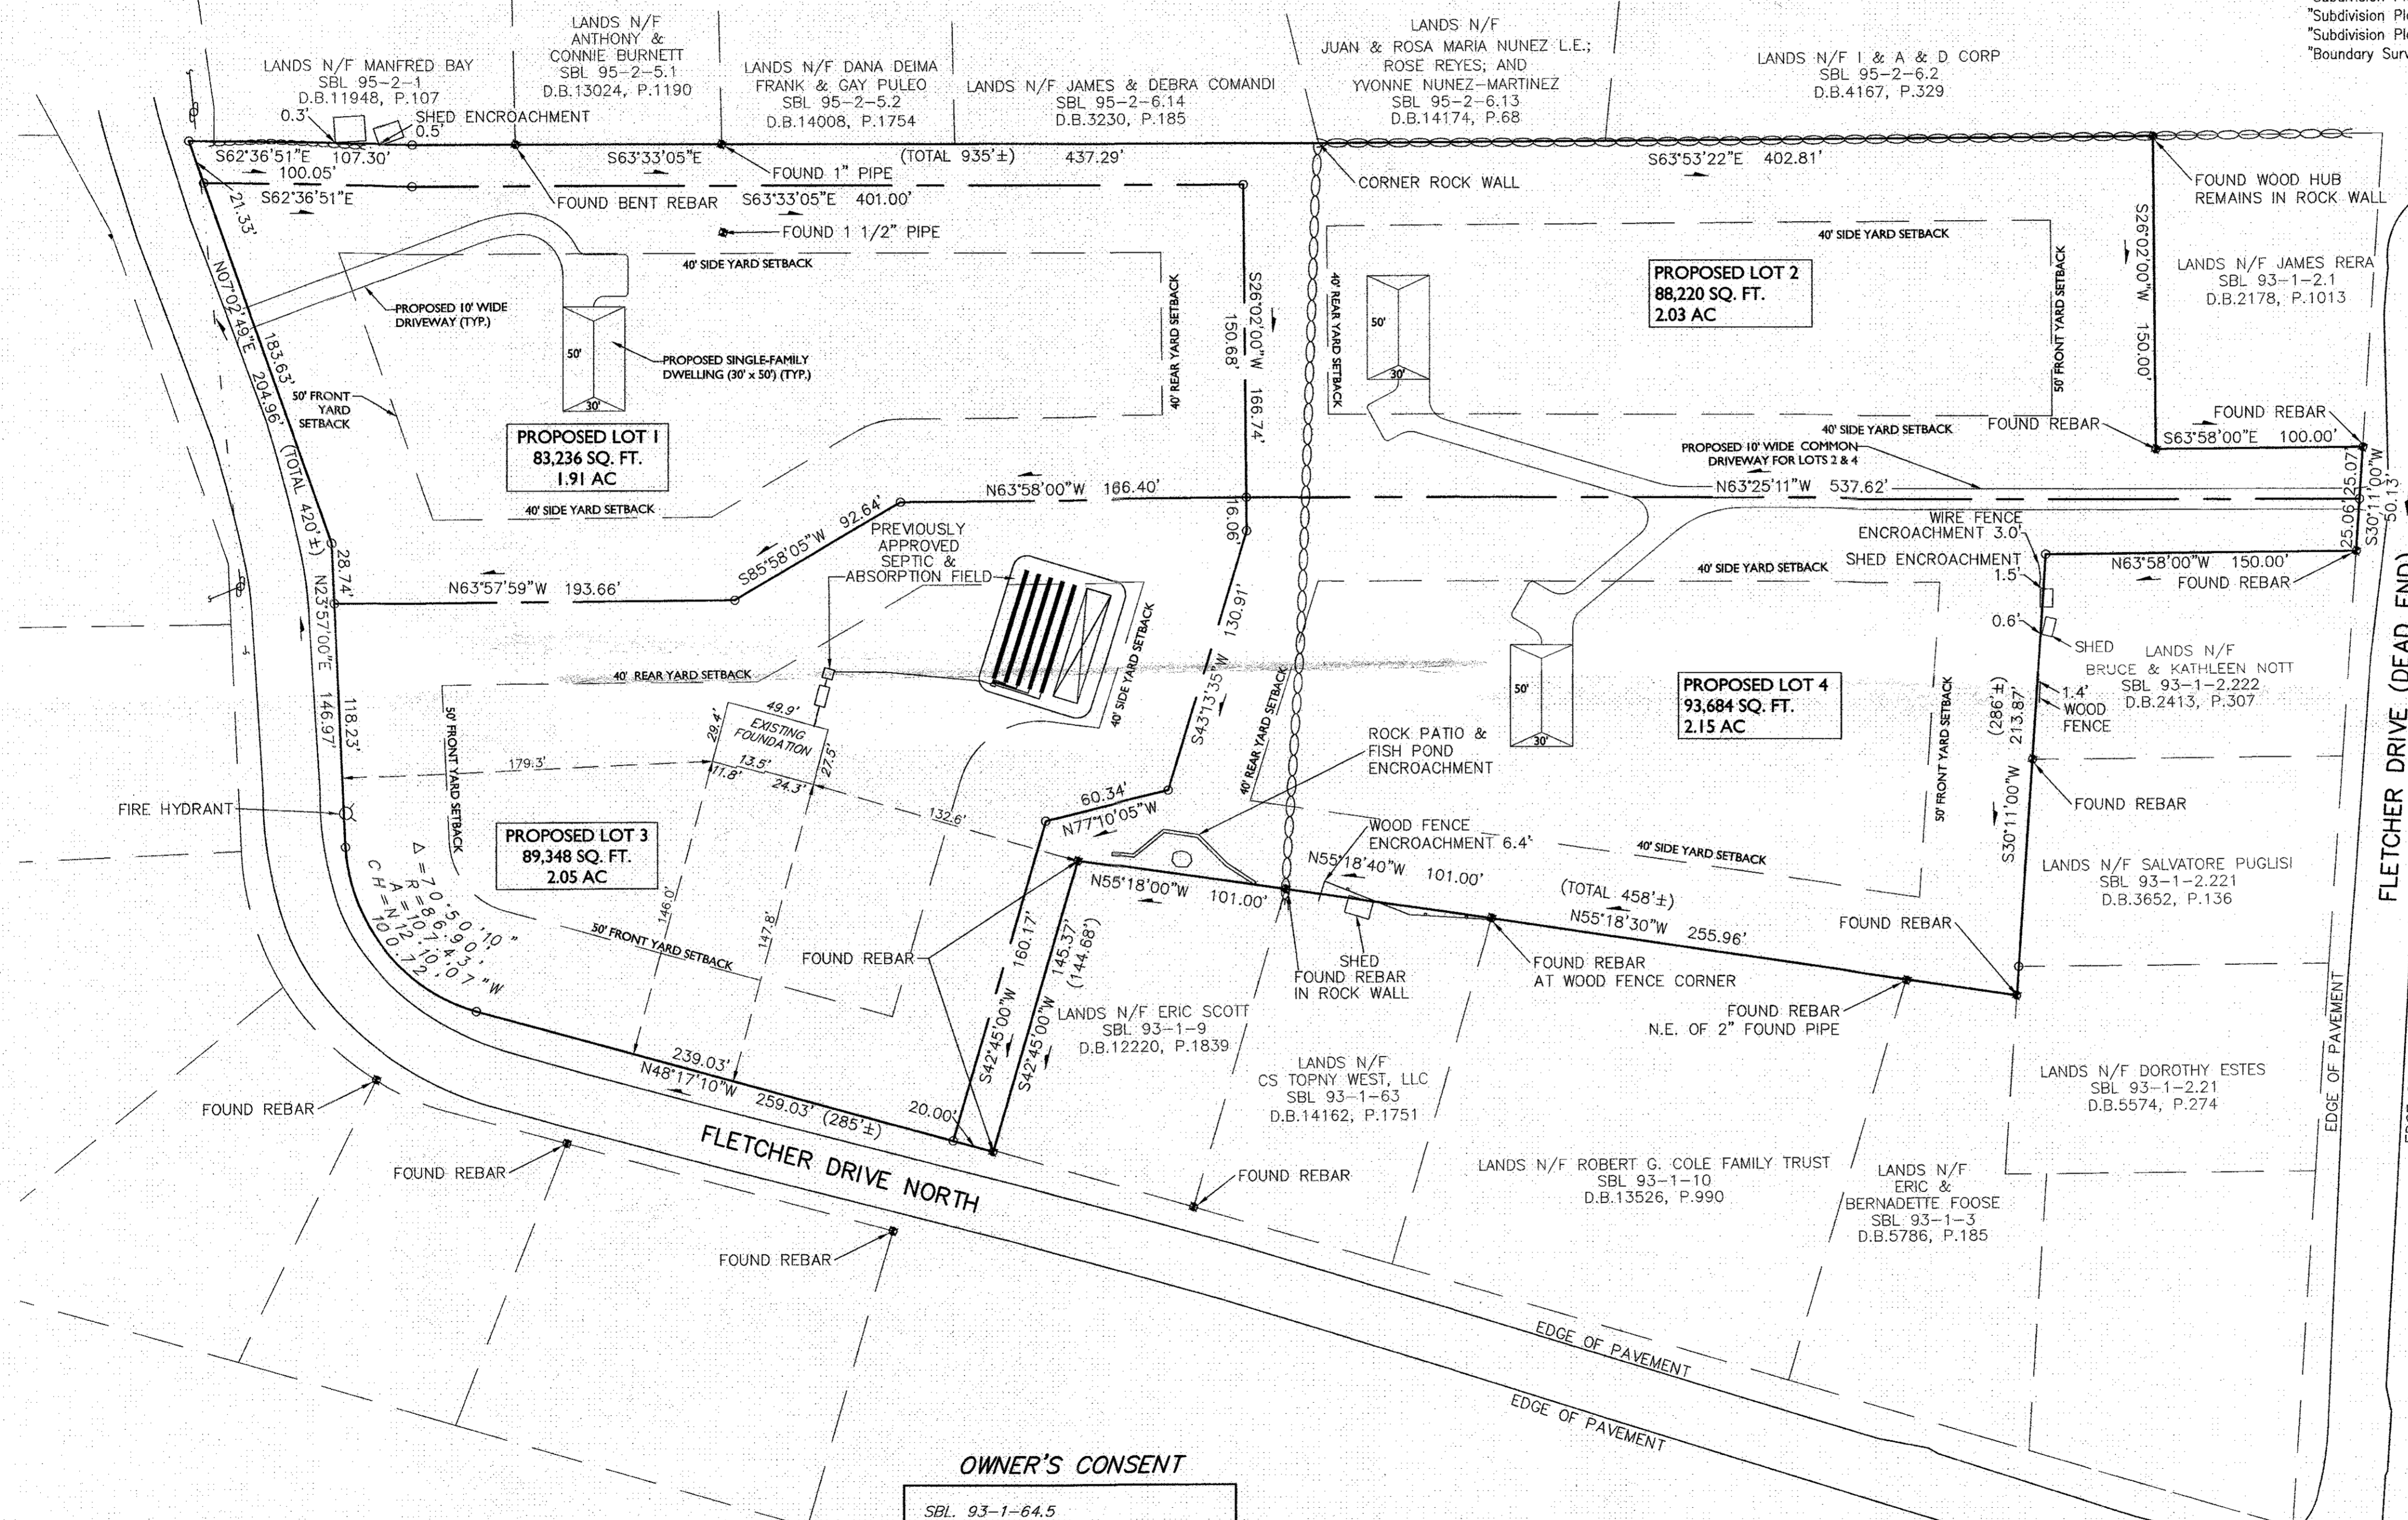 "Subdivision Pl
"Subdivision Pl
"Boundary Surv
LANDS N/F MANFRED BAY
SBL 95-2-1
D.B.11948, P.107
LANDS N/F
ANTHONY &
CONNIE BURNETT
SBL 95-2-5.1
D.B.13024, P.1190
LANDS N/F DANA DEIMA
FRANK & GAY PULEO
SBL 95-2-5.2
D.B.14008, P.1754
LANDS N/F JAMES & DEBRA COMANDI
SBL 95-2-6.14
D.B.3230, P.185
LANDS N/F
JUAN & ROSA MARIA NUNEZ L.E.;
ROSE REYES; AND
YVONNE NUNEZ-MARTINEZ
SBL 95-2-6.13
D.B.14174, P.68
LANDS N/F I & A & D CORP
SBL 95-2-6.2
D.B.4167, P.329
0.3'
SHED ENCROACHMENT
0.5'
S62°36'51"E 107.30'
100.05'
S62°36'51"E
21.33'
S63°33'05"E
(TOTAL 935'±) 437.29'
FOUND 1" PIPE
FOUND BENT REBAR
S63°33'05"E 401.00'
FOUND 1 1/2" PIPE
CORNER ROCK WALL
S63°53'22"E 402.81'
FOUND WOOD HUB
REMAINS IN ROCK WALL
40' SIDE YARD SETBACK
40' SIDE YARD SETBACK
S26°02'00"W 150.00'
LANDS N/F JAMES RERA
SBL 93-1-2.1
D.B.2178, P.1013
PROPOSED LOT 2
88,220 SQ. FT.
2.03 AC
50' FRONT YARD SETBACK
40' REAR YARD SETBACK
50'
30'
S26°02'00"W 166.74'
150.68'
40' REAR YARD SETBACK
PROPOSED 10' WIDE
DRIVEWAY (TYP.)
50'
30'
PROPOSED SINGLE-FAMILY
DWELLING (30' x 50') (TYP.)
N07°02'49"E 204.96' (TOTAL 420'±)
183.63'
50' FRONT
YARD
SETBACK
PROPOSED LOT 1
83,236 SQ. FT.
1.91 AC
40' SIDE YARD SETBACK
FOUND REBAR
FOUND REBAR
S63°58'00"E 100.00'
40' SIDE YARD SETBACK
PROPOSED 10' WIDE COMMON
DRIVEWAY FOR LOTS 2 & 4
N63°58'00"W 166.40'
N63°25'11"W 537.62'
25.07'
25.06'
S30°11'00"W
50.13'
16.06'
S85°58'05"W 92.64'
PREVIOUSLY
APPROVED
SEPTIC &
ABSORPTION FIELD
WIRE FENCE
ENCROACHMENT 3.0'
SHED ENCROACHMENT
1.5'
0.6'
SHED
N63°58'00"W 150.00'
FOUND REBAR
28.74'
N63°57'59"W 193.66'
N23°57'00"E 146.97'
118.23'
40' SIDE YARD SETBACK
S43°13'35"W 130.91'
40' SIDE YARD SETBACK
40' REAR YARD SETBACK
LANDS N/F
BRUCE & KATHLEEN NOTT
SBL 93-1-2.222
D.B.2413, P.307
1.4'
WOOD
FENCE
(286'±)
S30°11'00"W 213.87'
50' FRONT YARD SETBACK
PROPOSED LOT 4
93,684 SQ. FT.
2.15 AC
50'
30'
40' REAR YARD SETBACK
49.9'
29.4'
EXISTING
FOUNDATION
27.5'
13.5'
11.8'
24.3'
179.3'
132.6'
50' FRONT YARD SETBACK
ROCK PATIO &
FISH POND
ENCROACHMENT
FIRE HYDRANT
60.34'
N77°10'05"W
WOOD FENCE
ENCROACHMENT 6.4'
40' SIDE YARD SETBACK
FOUND REBAR
FLETCHER DRIVE (DEAD END)
PROPOSED LOT 3
89,348 SQ. FT.
2.05 AC
Δ=70°50'10"
R=86.90'
A=107.43'
CH=N12°10'07"W
100.72'
N55°18'00"W 101.00'
N55°18'40"W 101.00'
(TOTAL 458'±)
N55°18'30"W 255.96'
LANDS N/F SALVATORE PUGLISI
SBL 93-1-2.221
D.B.3652, P.136
FOUND REBAR
146.0'
147.8'
50' FRONT YARD SETBACK
FOUND REBAR
160.17'
S42°45'00"W
145.37'
(144.68')
S42°45'00"W
SHED
FOUND REBAR
IN ROCK WALL
FOUND REBAR
AT WOOD FENCE CORNER
FOUND REBAR
N.E. OF 2" FOUND PIPE
LANDS N/F ERIC SCOTT
SBL 93-1-9
D.B.12220, P.1839
239.03'
N48°17'10"W 259.03' (285'±)
20.00'
LANDS N/F
CS TOPNY WEST, LLC
SBL 93-1-63
D.B.14162, P.1751
LANDS N/F DOROTHY ESTES
SBL 93-1-2.21
D.B.5574, P.274
EDGE OF PAVEMENT
FOUND REBAR
FOUND REBAR
FLETCHER DRIVE NORTH
FOUND REBAR
LANDS N/F ROBERT G. COLE FAMILY TRUST
SBL 93-1-10
D.B.13526, P.990
LANDS N/F
ERIC &
BERNADETTE FOOSE
SBL 93-1-3
D.B.5786, P.185
FOUND REBAR
EDGE OF PAVEMENT
EDGE OF PAVEMENT
OWNER'S CONSENT
SBL. 93-1-64.5